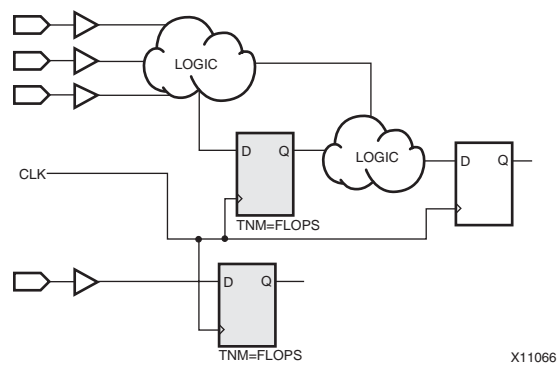 LOGIC
D Q
LOGIC
D Q
CLK
TNM=FLOPS
D Q
TNM=FLOPS
X11066